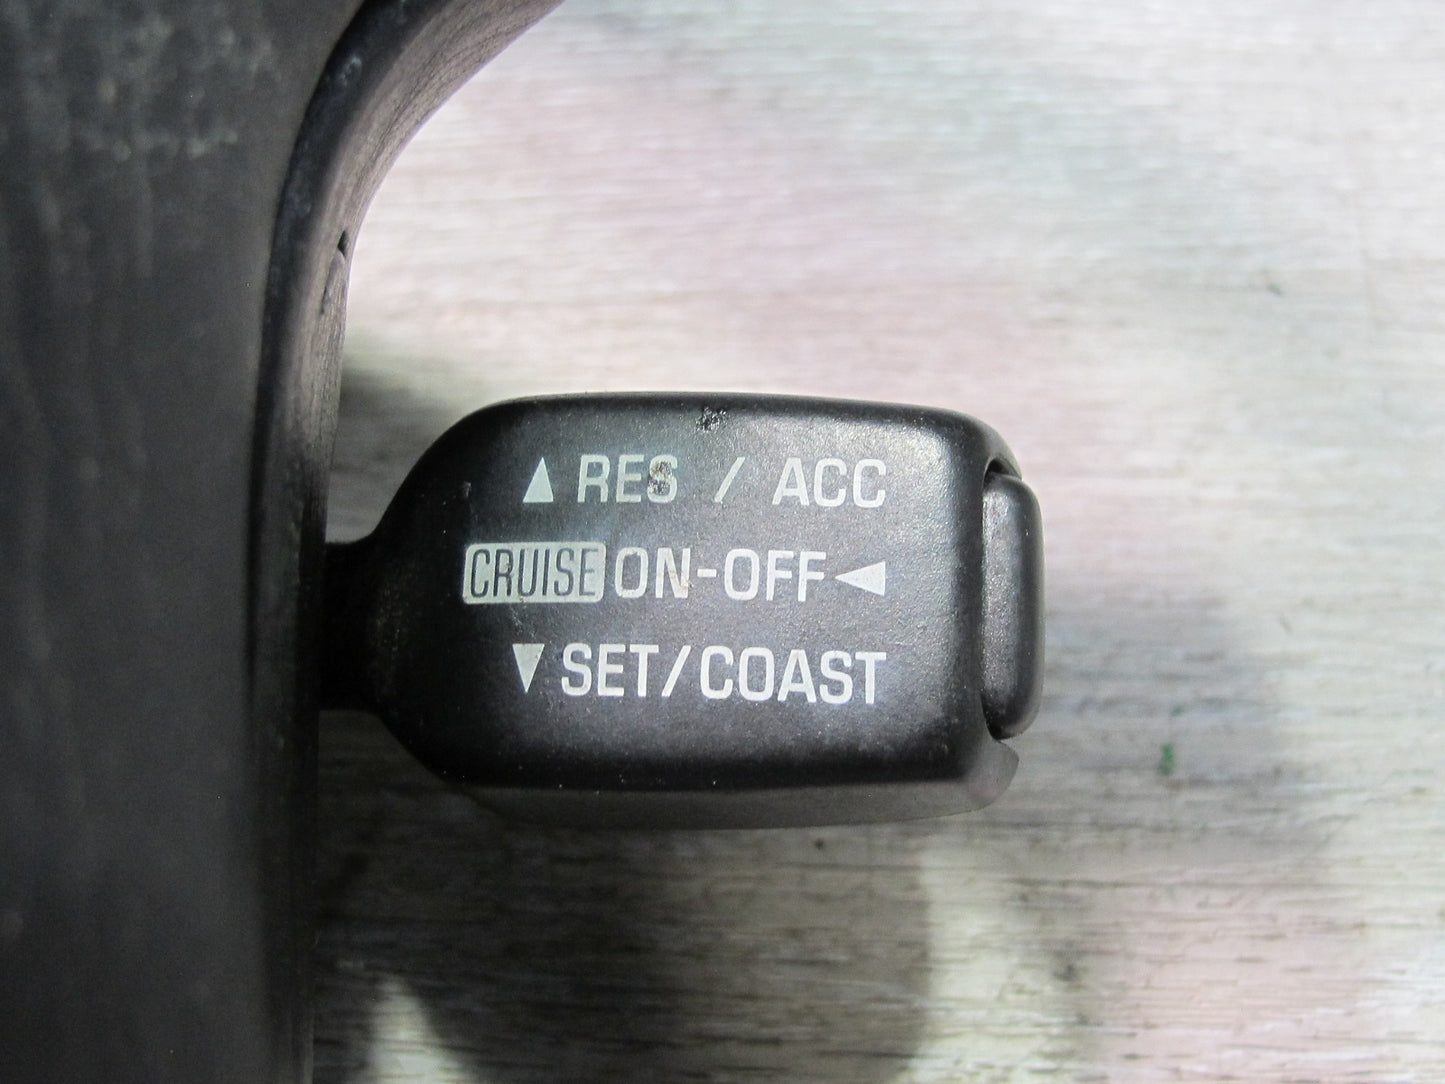 ▲ RES / ACC
CRUISE ON-OFF ◀
▼ SET/COAST